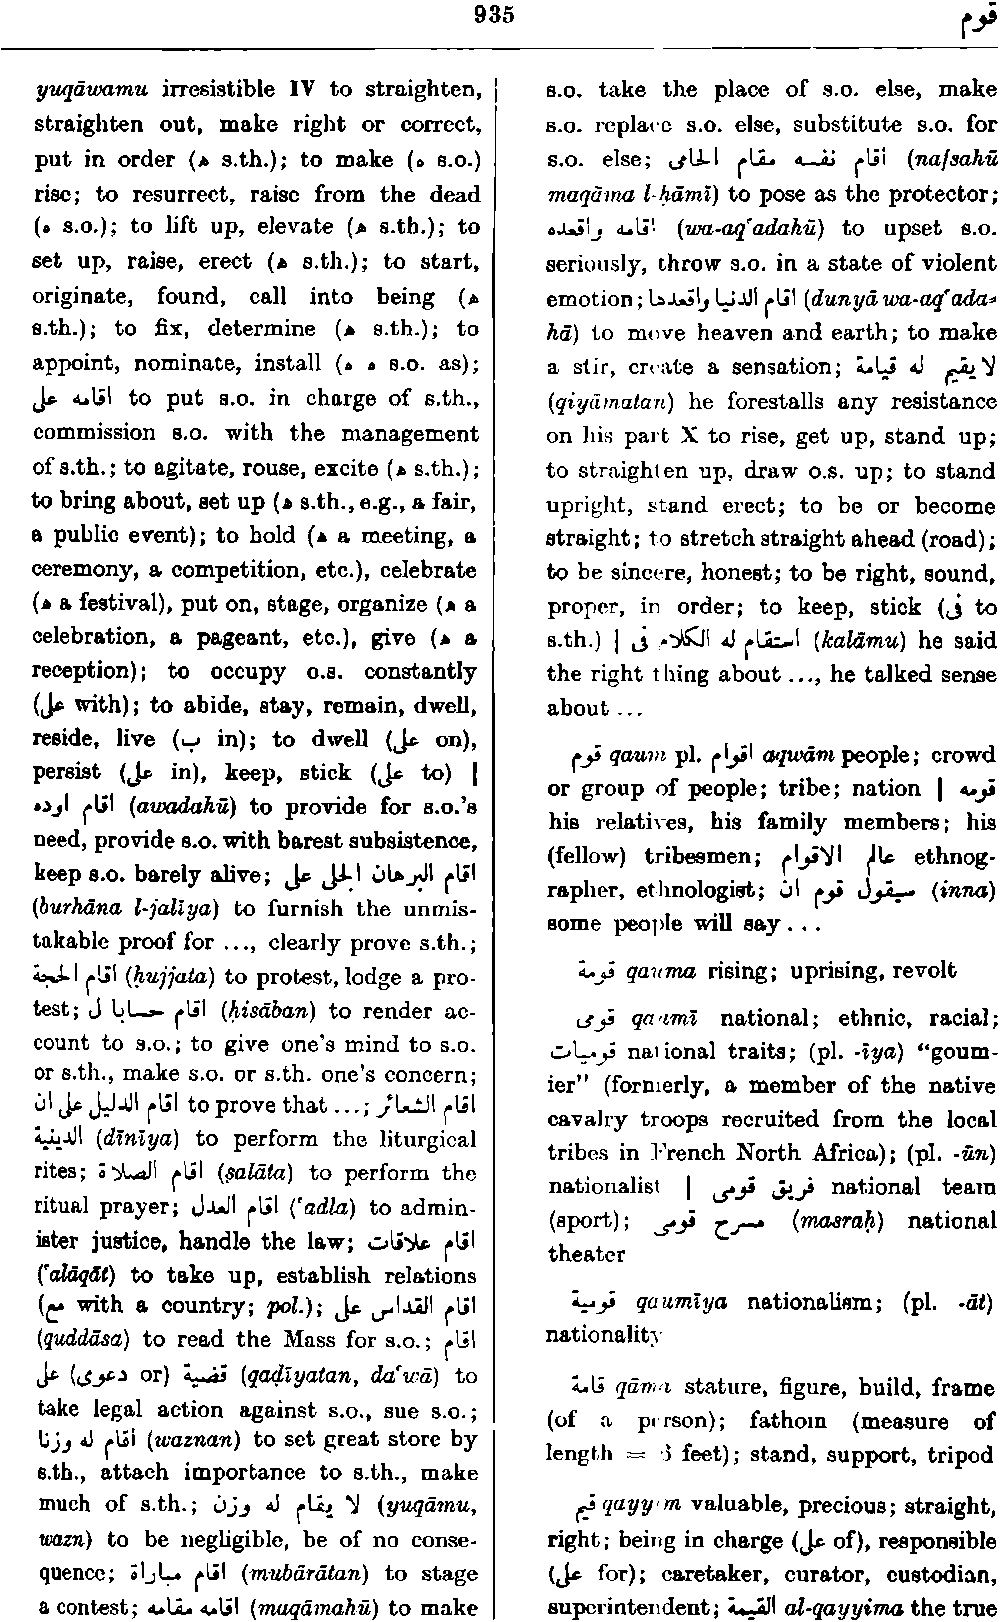 935
قوم
yuqāwamu irresistible IV to straighten,
straighten out, make right or correct,
put in order (ﻫ s.th.); to make (ه s.o.)
rise; to resurrect, raise from the dead
(ه s.o.); to lift up, elevate (ﻫ s.th.); to
set up, raise, erect (ﻫ s.th.); to start,
originate, found, call into being (ﻫ
s.th.); to fix, determine (ﻫ s.th.); to
appoint, nominate, install (ه ه s.o. as);
اقامه على to put s.o. in charge of s.th.,
commission s.o. with the management
of s.th.; to agitate, rouse, excite (ﻫ s.th.);
to bring about, set up (ﻫ s.th., e.g., a fair,
a public event); to hold (ﻫ a meeting, a
ceremony, a competition, etc.), celebrate
(ﻫ a festival), put on, stage, organize (ﻫ a
celebration, a pageant, etc.), give (ﻫ a
reception); to occupy o.s. constantly
(على with); to abide, stay, remain, dwell,
reside, live (ب in); to dwell (على on),
persist (على in), keep, stick (على to) |
اقام اوده (awadahū) to provide for s.o.'s
need, provide s.o. with barest subsistence,
keep s.o. barely alive; اقام البرهان الجلى على
(burhāna l-jalīya) to furnish the unmis-
takable proof for ..., clearly prove s.th.;
اقام الحجة (ḥujjata) to protest, lodge a pro-
test; اقام حسابا ل (ḥisāban) to render ac-
count to s.o.; to give one's mind to s.o.
or s.th., make s.o. or s.th. one's concern;
اقام الدليل على ان to prove that ...; اقام الشعائر
الدينية (dīnīya) to perform the liturgical
rites; اقام الصلاة (ṣalāta) to perform the
ritual prayer; اقام العدل (ʿadla) to admin-
ister justice, handle the law; اقام علاقات
(ʿalāqāt) to take up, establish relations
(مع with a country; pol.); اقام القداس على
(quddāsa) to read the Mass for s.o.; اقام
قضية (or دعوى) على (qaḍīyatan, daʿwā) to
take legal action against s.o., sue s.o.;
أقام له وزنا (waznan) to set great store by
s.th., attach importance to s.th., make
much of s.th.; لا يقام له وزن (yuqāmu,
wazn) to be negligible, be of no conse-
quence; اقام مباراة (mubārātan) to stage
a contest; اقامه مقامه (muqāmahū) to make
s.o. take the place of s.o. else, make
s.o. replace s.o. else, substitute s.o. for
s.o. else; أقام نفسه مقام الحامى (nafsahū
maqāma l-ḥāmī) to pose as the protector;
اقامه واقعده (wa-aqʿadahū) to upset s.o.
seriously, throw s.o. in a state of violent
emotion; اقام الدنيا واقعدها (dunyā wa-aqʿada-
hā) to move heaven and earth; to make
a stir, create a sensation; لا يقيم له قيامة
(qiyāmatan) he forestalls any resistance
on his part X to rise, get up, stand up;
to straighten up, draw o.s. up; to stand
upright, stand erect; to be or become
straight; to stretch straight ahead (road);
to be sincere, honest; to be right, sound,
proper, in order; to keep, stick (فى to
s.th.) | استقام له الكلام فى (kalāmu) he said
the right thing about ..., he talked sense
about ...
قوم qaum pl. اقوام aqwām people; crowd
or group of people; tribe; nation | قومه
his relatives, his family members; his
(fellow) tribesmen; عالم الاقوام ethnog-
rapher, ethnologist; سيقول قوم ان (inna)
some people will say ...
قومة qauma rising; uprising, revolt
قومى qaumī national; ethnic, racial;
قوميات national traits; (pl. -īya) "goum-
ier" (formerly, a member of the native
cavalry troops recruited from the local
tribes in French North Africa); (pl. -ūn)
nationalist | فريق قومى national team
(sport); مسرح قومى (masraḥ) national
theater
قومية qaumīya nationalism; (pl. -āt)
nationality
قامة qāma stature, figure, build, frame
(of a person); fathom (measure of
length = 6 feet); stand, support, tripod
قيم qayyim valuable, precious; straight,
right; being in charge (على of), responsible
(على for); caretaker, curator, custodian,
superintendent; القيمة al-qayyima the true